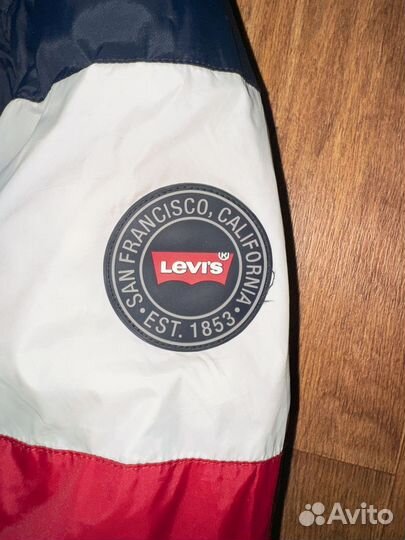 SAN FRANCISCO, CALIFORNIA
LEVI'S®
• EST. 1853 •
Avito